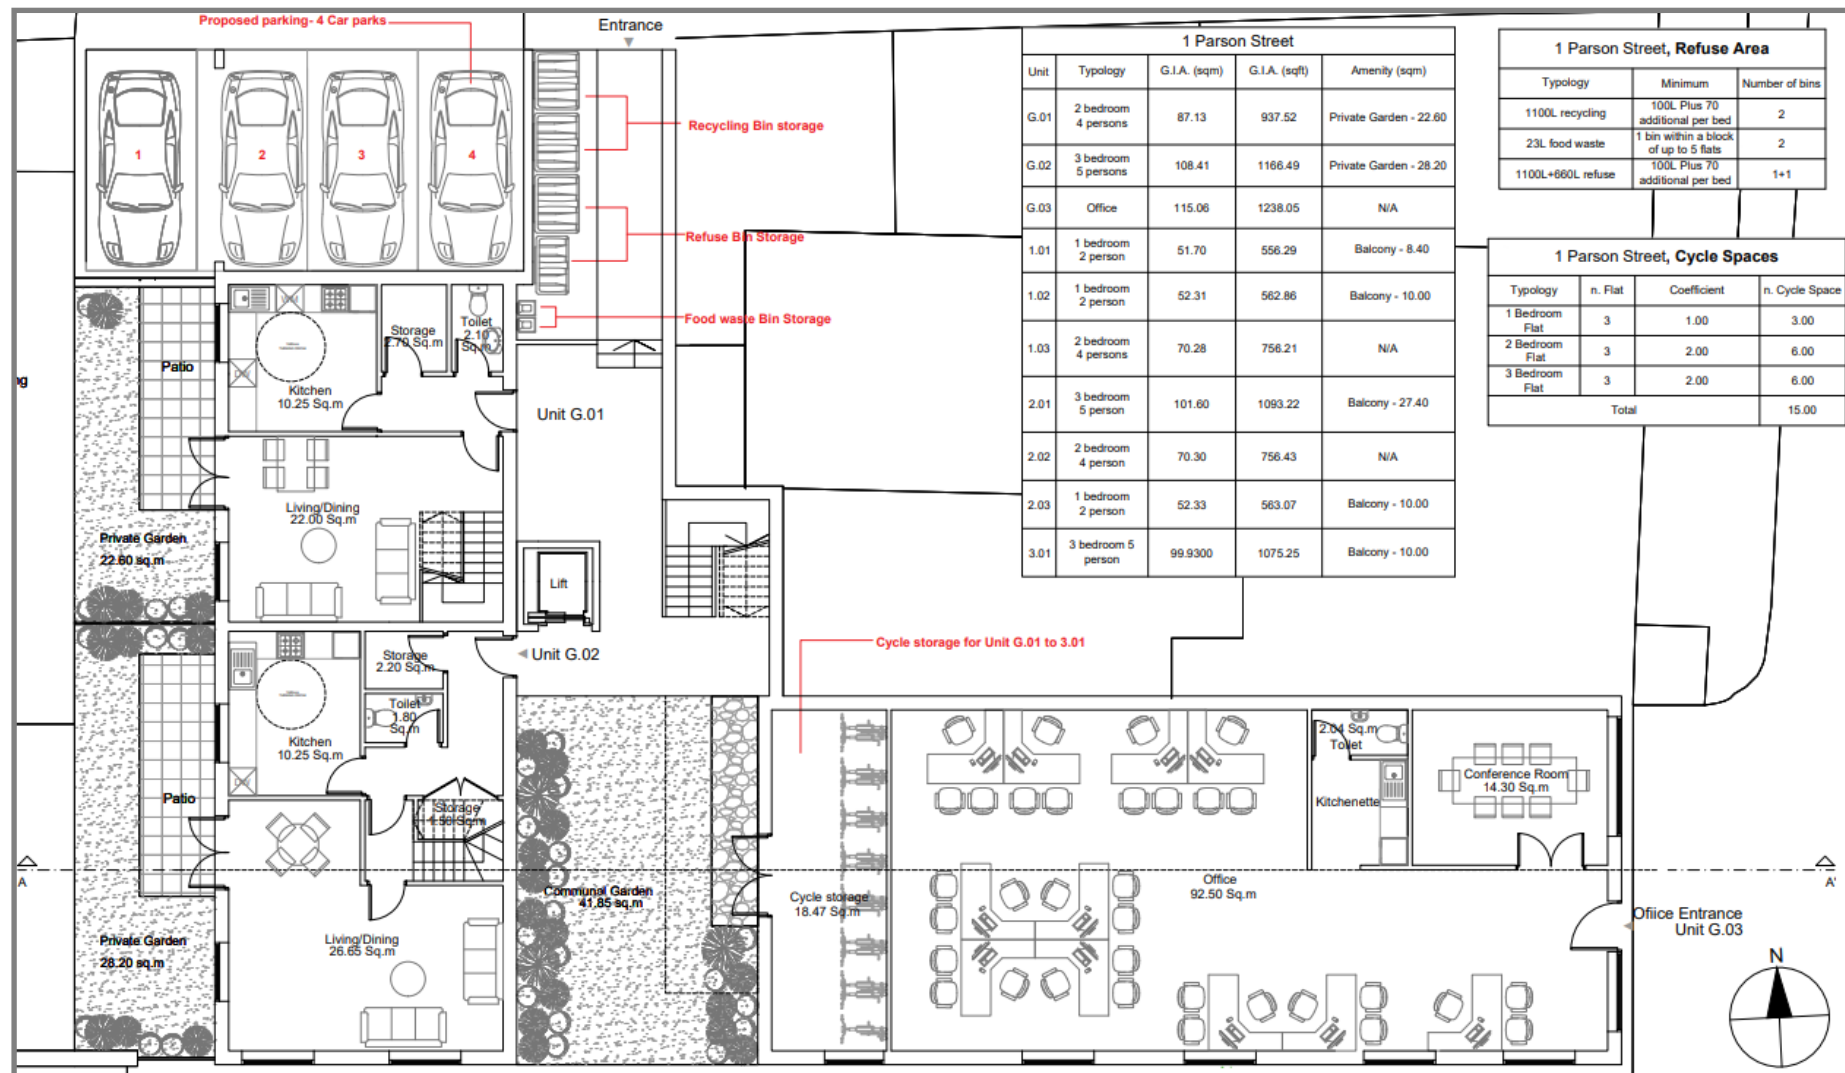 Proposed parking- 4 Car parks
Entrance
1
2
3
4
Recycling Bin storage
Refuse Bin Storage
Food waste Bin Storage
1 Parson Street
Unit Typology G.I.A. (sqm) G.I.A. (sqft) Amenity (sqm)
G.01 2 bedroom 4 persons 87.13 937.52 Private Garden - 22.60
G.02 3 bedroom 5 persons 108.41 1166.49 Private Garden - 28.20
G.03 Office 115.06 1238.05 N/A
1.01 1 bedroom 2 person 51.70 556.29 Balcony - 8.40
1.02 1 bedroom 2 person 52.31 562.86 Balcony - 10.00
1.03 2 bedroom 4 persons 70.28 756.21 N/A
2.01 3 bedroom 5 person 101.60 1093.22 Balcony - 27.40
2.02 2 bedroom 4 person 70.30 756.43 N/A
2.03 1 bedroom 2 person 52.33 563.07 Balcony - 10.00
3.01 3 bedroom 5 person 99.9300 1075.25 Balcony - 10.00
1 Parson Street, Refuse Area
Typology Minimum Number of bins
1100L recycling 100L Plus 70 additional per bed 2
23L food waste 1 bin within a block of up to 5 flats 2
1100L+660L refuse 100L Plus 70 additional per bed 1+1
1 Parson Street, Cycle Spaces
Typology n. Flat Coefficient n. Cycle Space
1 Bedroom Flat 3 1.00 3.00
2 Bedroom Flat 3 2.00 6.00
3 Bedroom Flat 3 2.00 6.00
Total 15.00
WM
Storage
2.70 Sq.m
Toilet
2.10
Sq.m
Patio
DW
Kitchen
10.25 Sq.m
Unit G.01
Living/Dining
22.00 Sq.m
Private Garden
22.60 sq.m
Lift
Unit G.02
Storage
2.20 Sq.m
Toilet
1.80
Sq.m
Kitchen
10.25 Sq.m
DW
Patio
Storage
1.50 Sq.m
Private Garden
28.20 sq.m
Living/Dining
26.65 Sq.m
Communal Garden
41.85 sq.m
Cycle storage for Unit G.01 to 3.01
Cycle storage
18.47 Sq.m
2.04 Sq.m
Toilet
Kitchenette
Conference Room
14.30 Sq.m
Office
92.50 Sq.m
Ofiice Entrance
Unit G.03
A
A'
N